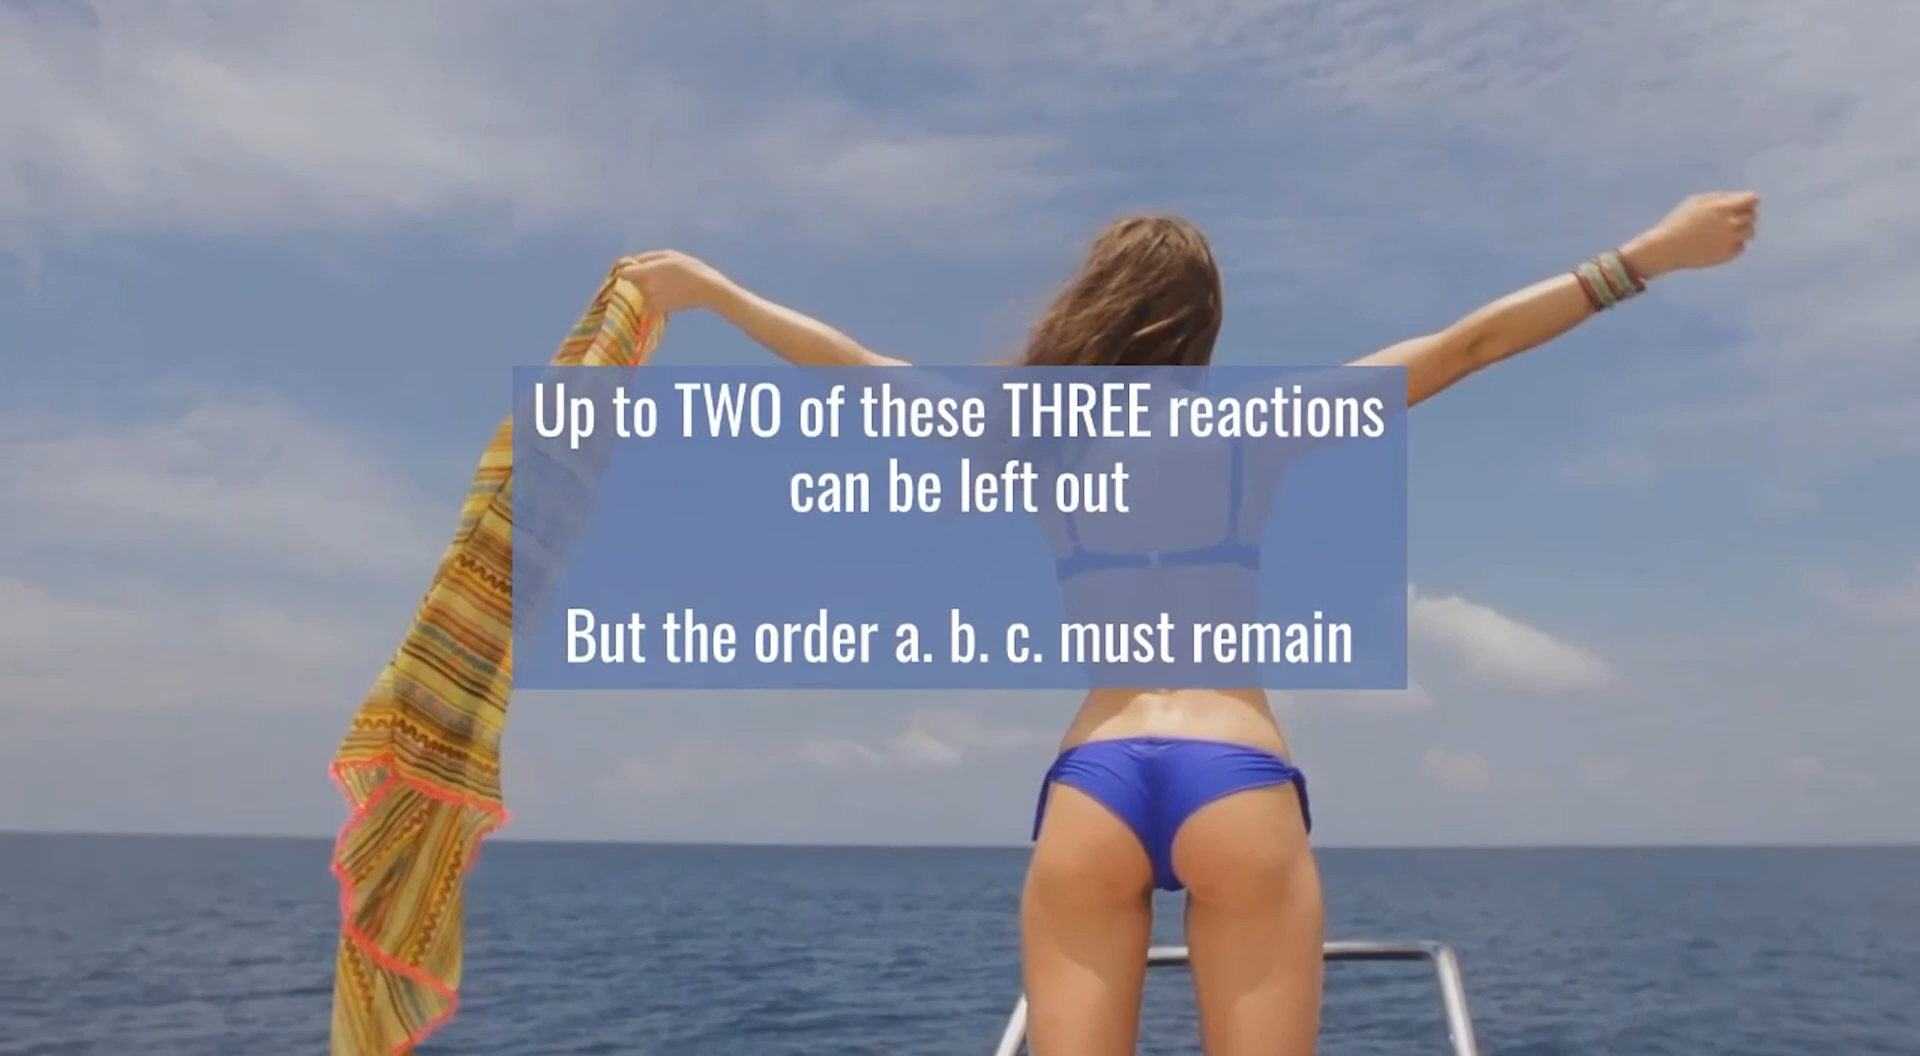 Up to TWO of these THREE reactions
can be left out
But the order a. b. c. must remain